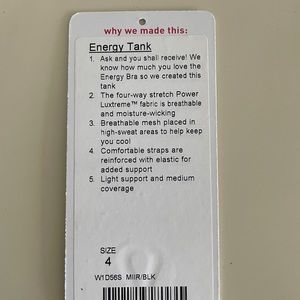 why we made this:
Energy Tank
1. Ask and you shall receive! We
know how much you love the
Energy Bra so we created this
tank
2. The four-way stretch Power
Luxtreme™ fabric is breathable
and moisture-wicking
3. Breathable mesh placed in
high-sweat areas to help keep
you cool
4. Comfortable straps are
reinforced with elastic for
added support
5. Light support and medium
coverage
SIZE
4
W1D56S MIIR/BLK